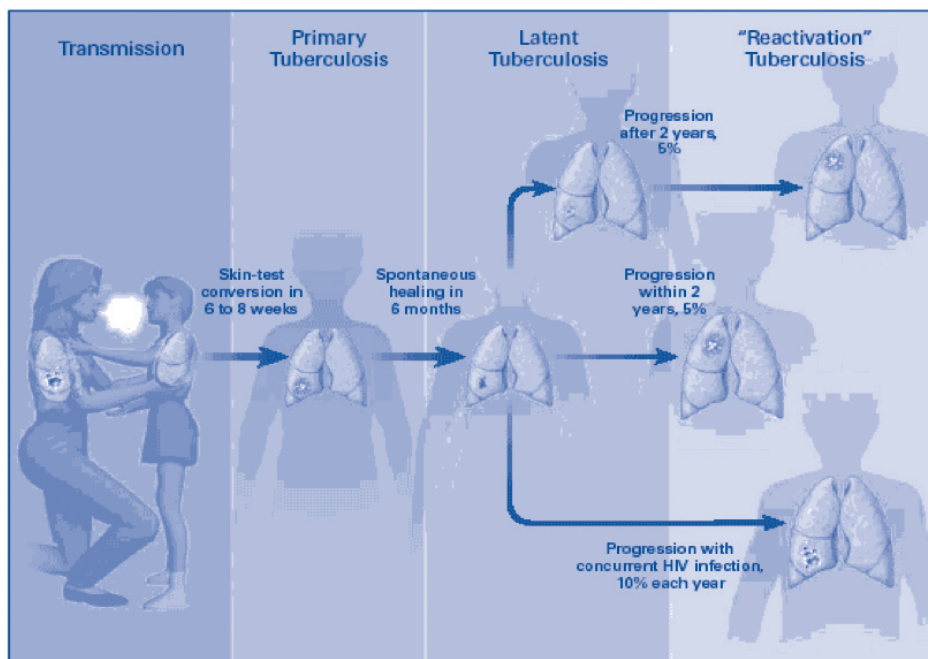 Transmission
Primary
Tuberculosis
Latent
Tuberculosis
“Reactivation”
Tuberculosis
Progression
after 2 years,
5%
Skin-test
conversion in
6 to 8 weeks
Spontaneous
healing in
6 months
Progression
within 2
years, 5%
Progression with
concurrent HIV infection,
10% each year